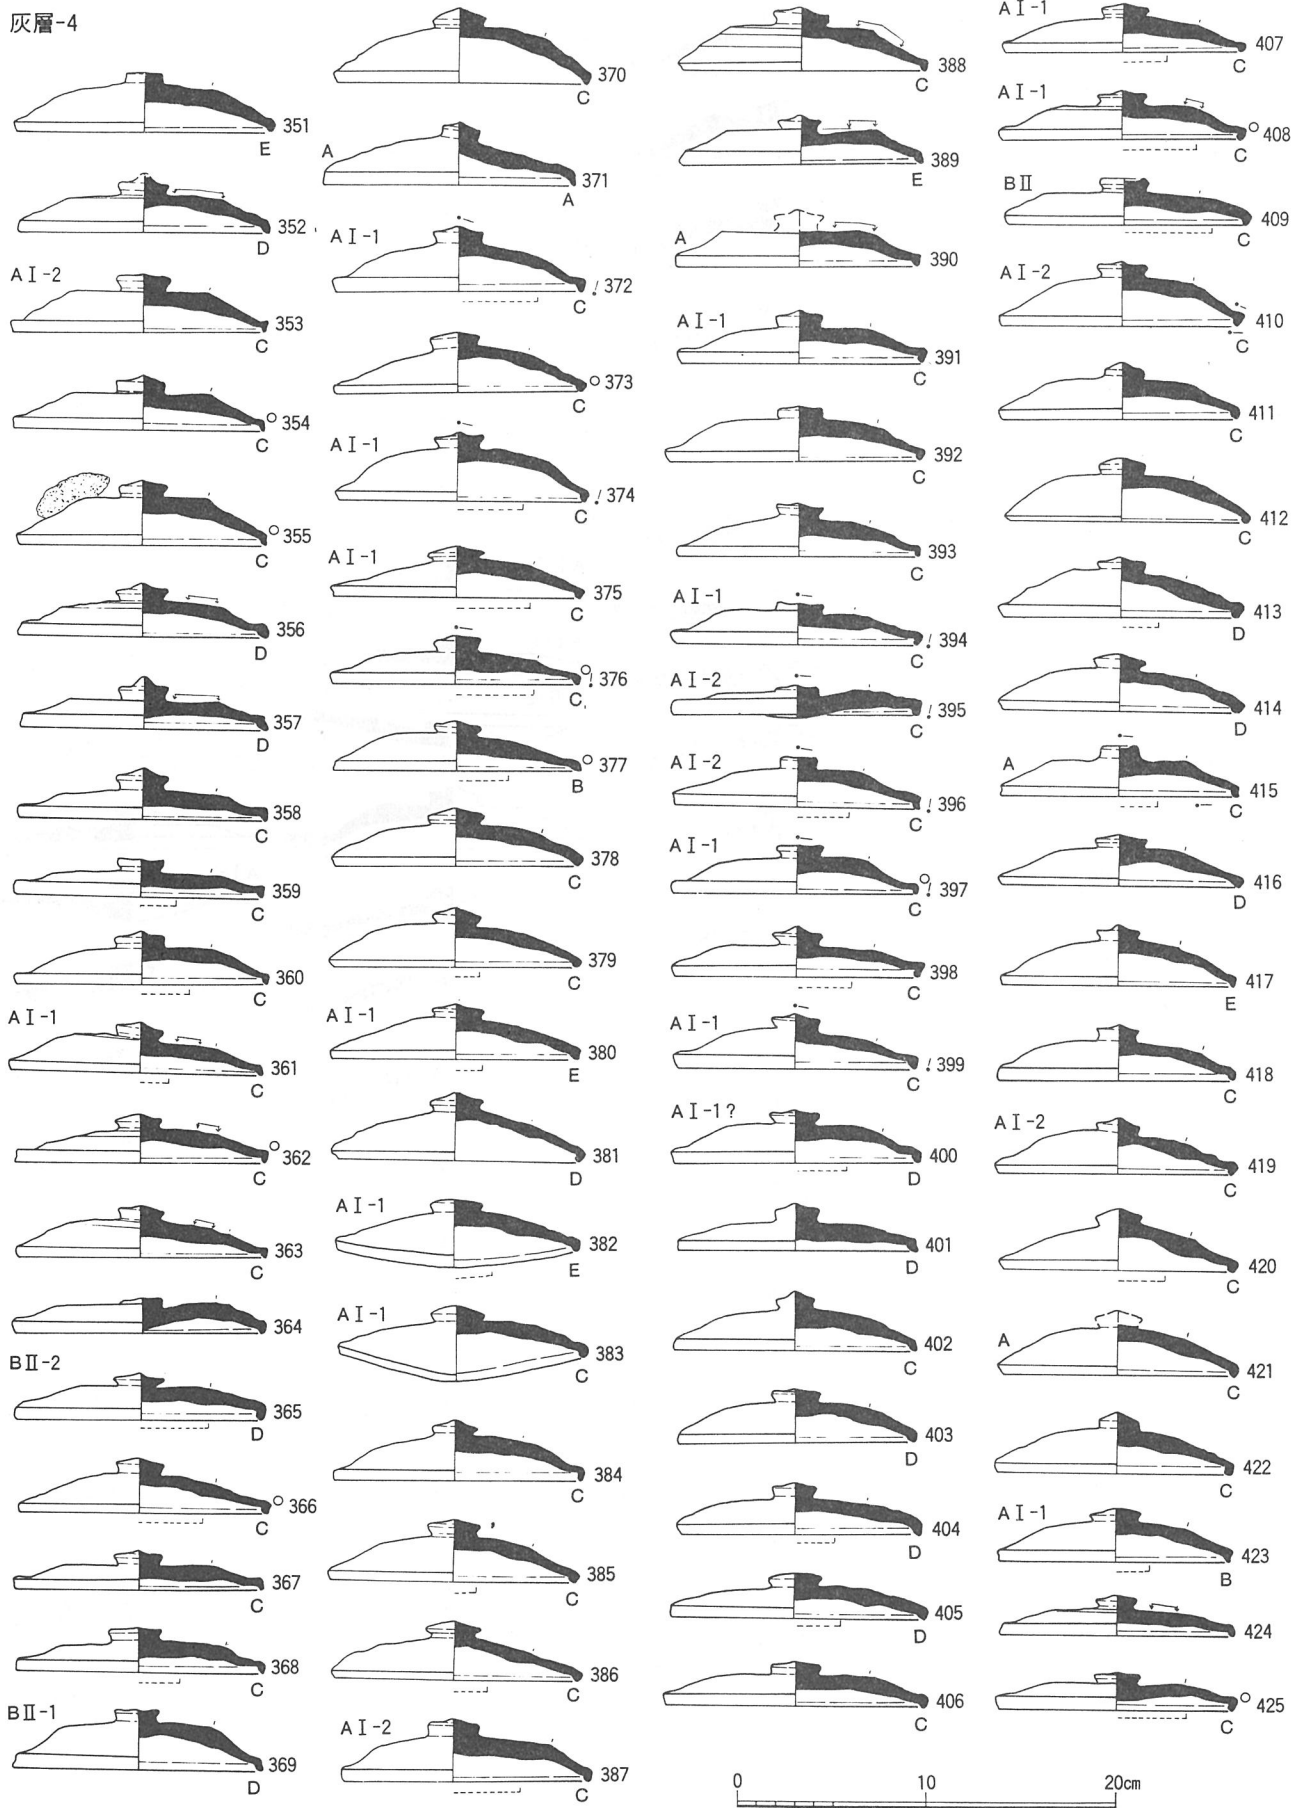 灰層-4
351
E
352
D
AⅠ-2
353
C
354
C
355
C
356
D
357
D
358
C
359
C
360
C
AⅠ-1
361
C
362
C
363
C
364
BⅡ-2
365
D
366
C
367
C
368
C
BⅡ-1
369
D
370
C
A
371
A
AⅠ-1
372
C
373
C
AⅠ-1
374
C
AⅠ-1
375
C
376
C
377
B
378
C
379
C
AⅠ-1
380
E
381
D
AⅠ-1
382
E
AⅠ-1
383
C
384
C
385
C
386
C
AⅠ-2
387
C
388
C
389
E
A
390
C
AⅠ-1
391
C
392
C
393
C
AⅠ-1
394
C
AⅠ-2
395
C
AⅠ-2
396
C
AⅠ-1
397
C
398
C
AⅠ-1
399
C
AⅠ-1?
400
D
401
D
402
C
403
D
404
D
405
D
406
C
AⅠ-1
407
C
AⅠ-1
408
C
BⅡ
409
C
AⅠ-2
410
C
411
C
412
C
413
D
414
D
A
415
C
416
D
417
E
418
C
AⅠ-2
419
C
420
C
A
421
C
422
C
AⅠ-1
423
B
424
C
425
C
0 10 20cm